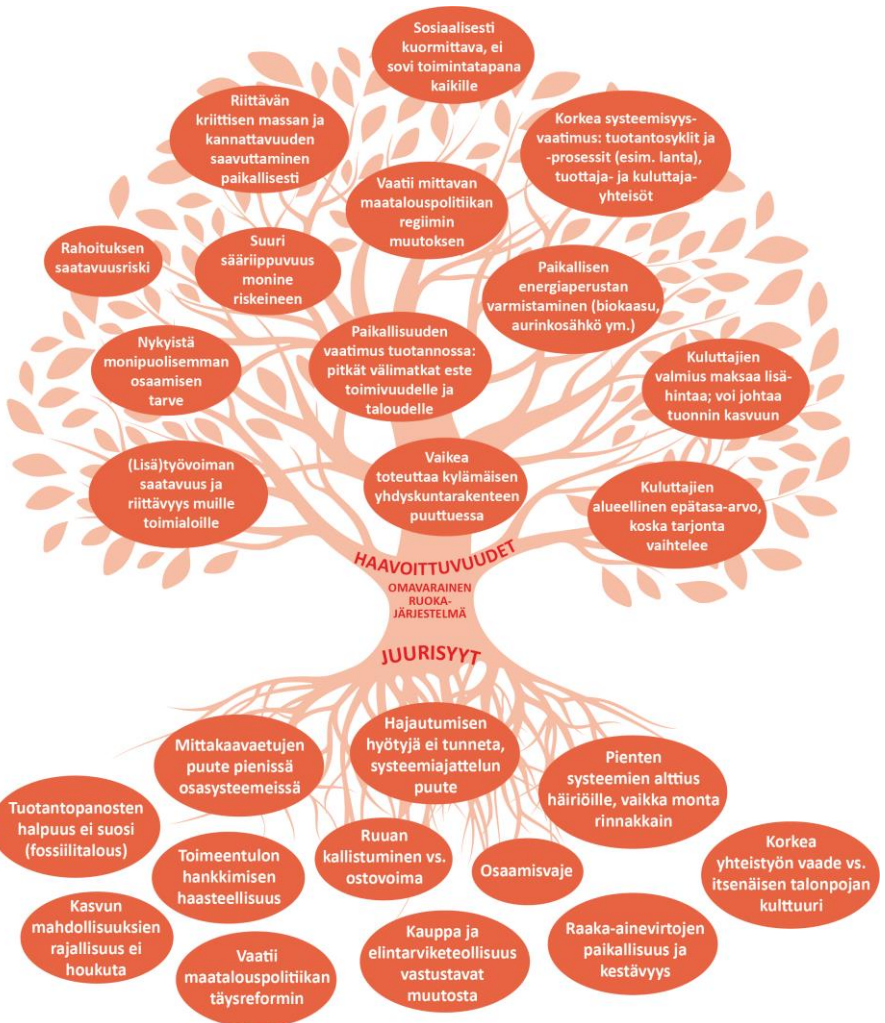 Sosiaalisesti
kuormittava, ei
sovi toimintatapana
kaikille
Riittävän
kriittisen massan ja
kannattavuuden
saavuttaminen
paikallisesti
Korkea systeemisyys-
vaatimus: tuotantosyklit ja
-prosessit (esim. lanta),
tuottaja- ja kuluttaja-
yhteisöt
Vaatii mittavan
maatalouspolitiikan
regiimin
muutoksen
Rahoituksen
saatavuusriski
Suuri
sääriippuvuus
monine
riskeineen
Paikallisen
energiaperustan
varmistaminen (biokaasu,
aurinkosähkö ym.)
Nykyistä
monipuolisemman
osaamisen
tarve
Paikallisuuden
vaatimus tuotannossa:
pitkät välimatkat este
toimivuudelle ja
taloudelle
Kuluttajien
valmius maksaa lisä-
hintaa; voi johtaa
tuonnin kasvuun
(Lisä)työvoiman
saatavuus ja
riittävyys muille
toimialoille
Vaikea
toteuttaa kylämäisen
yhdyskuntarakenteen
puuttuessa
Kuluttajien
alueellinen epätasa-arvo,
koska tarjonta
vaihtelee
HAAVOITTUVUUDET
OMAVARAINEN
RUOKA-
JÄRJESTELMÄ
JUURISYYT
Mittakaavaetujen
puute pienissä
osasysteemeissä
Hajautumisen
hyötyjä ei tunneta,
systeemiajattelun
puute
Pienten
systeemien alttius
häiriöille, vaikka monta
rinnakkain
Tuotantopanosten
halpuus ei suosi
(fossiilitalous)
Toimeentulon
hankkimisen
haasteellisuus
Ruuan
kallistuminen vs.
ostovoima
Osaamisvaje
Korkea
yhteistyön vaade vs.
itsenäisen talonpojan
kulttuuri
Kasvun
mahdollisuuksien
rajallisuus ei
houkuta
Vaatii
maatalouspolitiikan
täysreformin
Kauppa ja
elintarviketeollisuus
vastustavat
muutosta
Raaka-ainevirtojen
paikallisuus ja
kestävyys